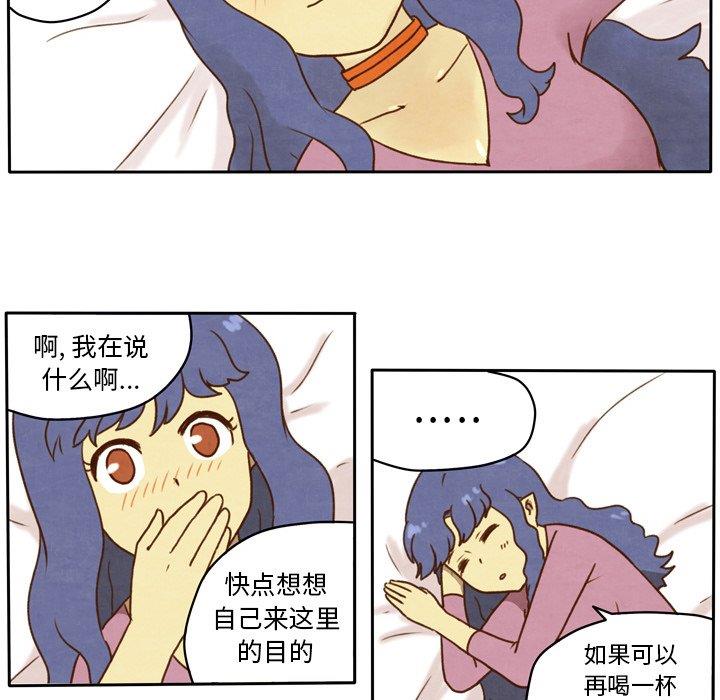 啊,我在说
什么啊...
快点想想
自己来这里
的目的
.....
如果可以
再喝一杯